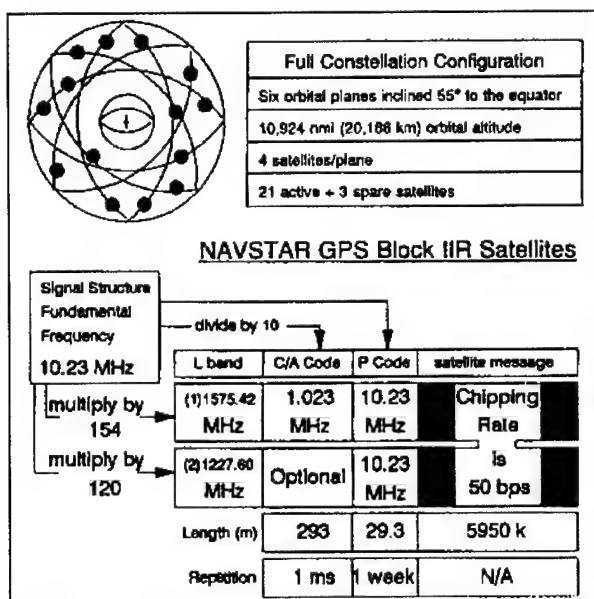 Full Constellation Configuration
Six orbital planes inclined 55° to the equator
10,924 nmi (20,186 km) orbital altitude
4 satellites/plane
21 active + 3 spare satellites
NAVSTAR GPS Block IIR Satellites
Signal Structure
Fundamental
Frequency
10.23 MHz
divide by 10
L band C/A Code P Code satellite message
multiply by
154
(1)1575.42
MHz
1.023
MHz
10.23
MHz
Chipping
Rate
is
50 bps
multiply by
120
(2)1227.60
MHz
Optional
10.23
MHz
Length (m) 293 29.3 5950 k
Repetition 1 ms 1 week N/A